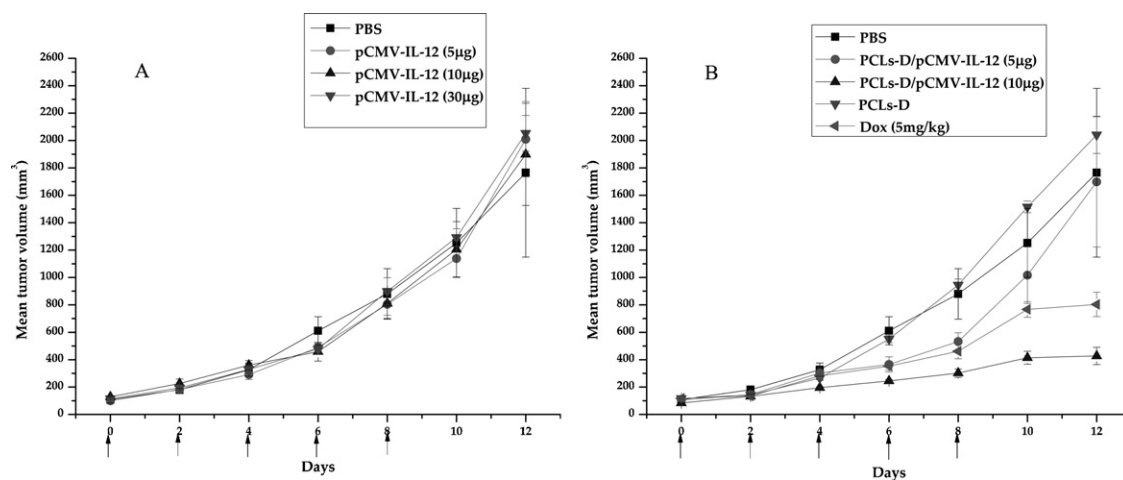 PBS
pCMV-IL-12 (5µg)
pCMV-IL-12 (10µg)
pCMV-IL-12 (30µg)
A
2600
2400
2200
2000
1800
1600
1400
1200
1000
800
600
400
200
0
Mean tumor volume (mm³)
0 2 4 6 8 10 12
Days
PBS
PCLs-D/pCMV-IL-12 (5µg)
PCLs-D/pCMV-IL-12 (10µg)
PCLs-D
Dox (5mg/kg)
B
2600
2400
2200
2000
1800
1600
1400
1200
1000
800
600
400
200
0
Mean tumor volume (mm³)
0 2 4 6 8 10 12
Days